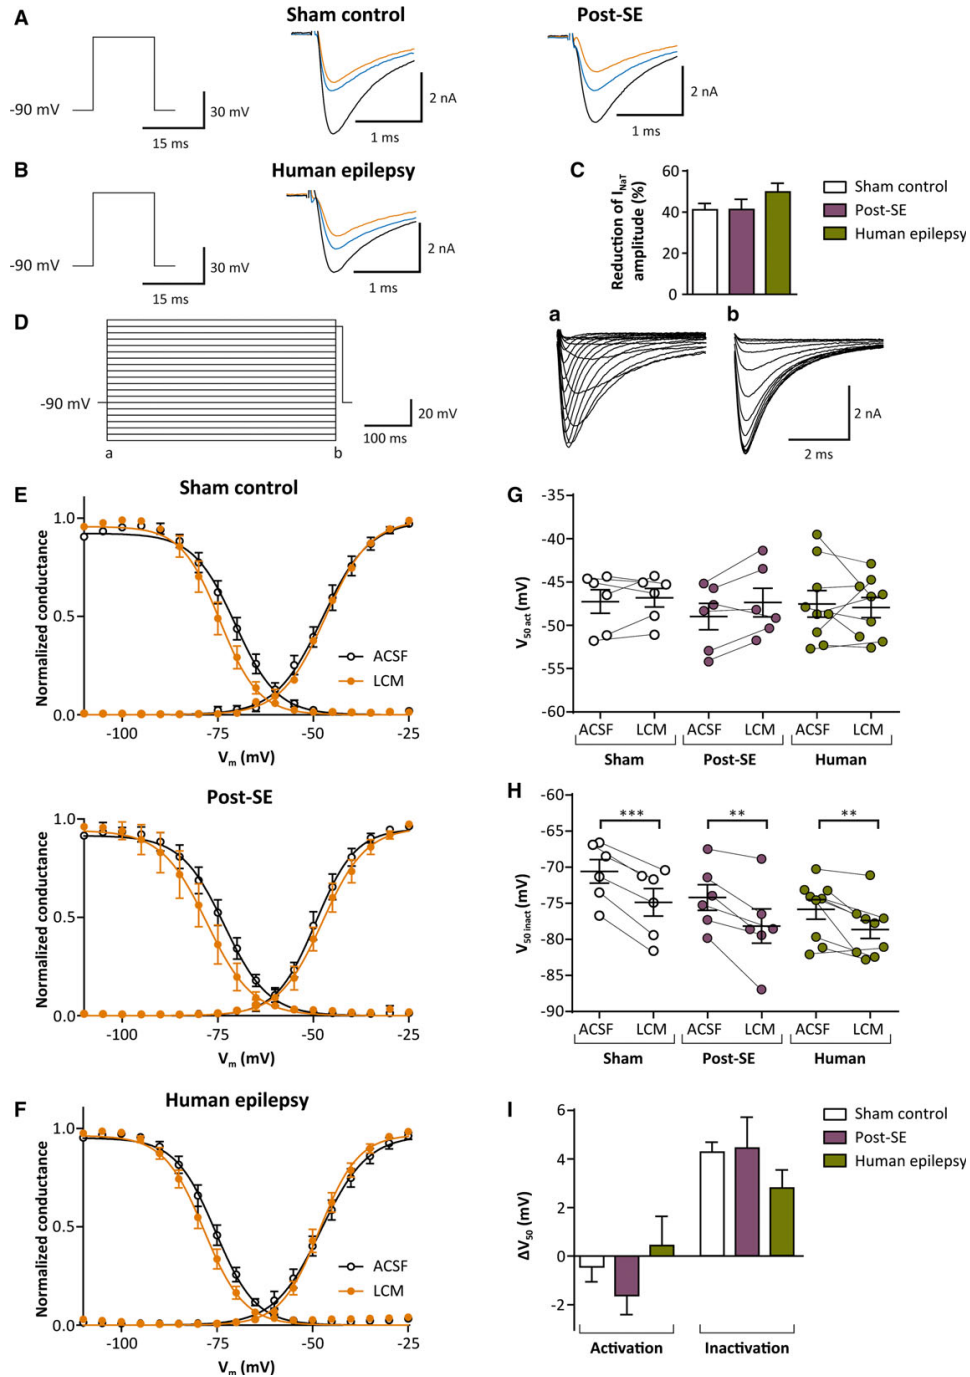 A
Sham control
Post-SE
-90 mV
30 mV
15 ms
2 nA
1 ms
2 nA
1 ms
B
Human epilepsy
-90 mV
30 mV
15 ms
2 nA
1 ms
C
Reduction of I NaT
amplitude (%)
60
40
20
0
Sham control
Post-SE
Human epilepsy
D
-90 mV
20 mV
100 ms
a
b
a
b
2 nA
2 ms
E
Sham control
Normalized conductance
1.0
0.5
0.0
ACSF
LCM
-100
-75
-50
-25
Vm (mV)
Post-SE
Normalized conductance
1.0
0.5
0.0
-100
-75
-50
-25
Vm (mV)
F
Human epilepsy
Normalized conductance
1.0
0.5
0.0
ACSF
LCM
-100
-75
-50
-25
Vm (mV)
G
V50 act (mV)
-35
-40
-45
-50
-55
-60
ACSF LCM ACSF LCM ACSF LCM
Sham Post-SE Human
H
V50 inact (mV)
-60
-65
-70
-75
-80
-85
-90
*** ** **
ACSF LCM ACSF LCM ACSF LCM
Sham Post-SE Human
I
ΔV50 (mV)
6
4
2
0
-2
Sham control
Post-SE
Human epilepsy
Activation Inactivation